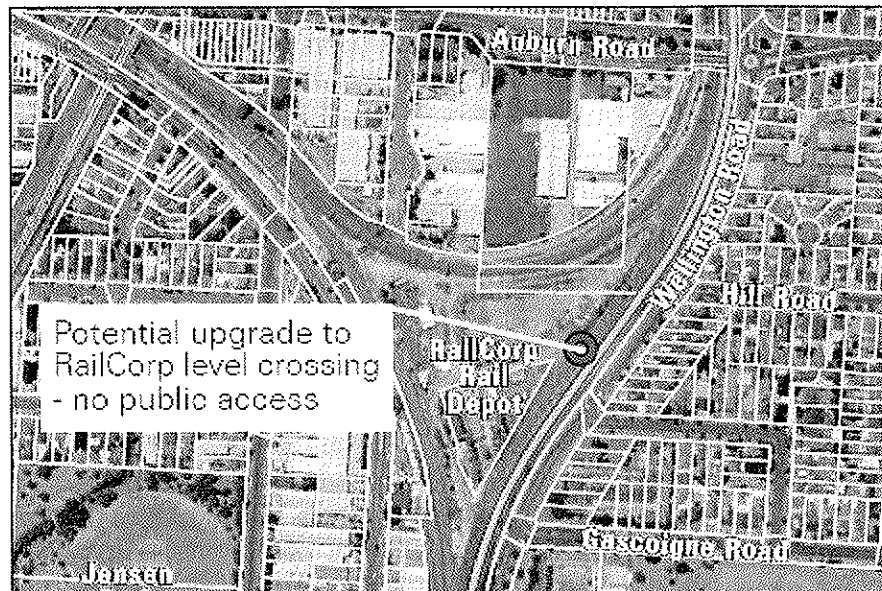 Auburn Road
Wellington Road
Hill Road
Potential upgrade to
RailCorp level crossing
- no public access
RailCorp
Rail
Depot
Gascoigne Road
Jensen